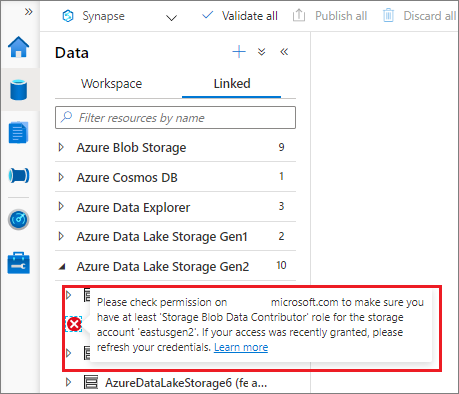 »
Synapse
Validate all
Publish all
Discard all
Data
+
«
Workspace
Linked
Filter resources by name
Azure Blob Storage 9
Azure Cosmos DB 1
Azure Data Explorer 3
Azure Data Lake Storage Gen1 2
Azure Data Lake Storage Gen2 10
Please check permission on microsoft.com to make sure you
have at least 'Storage Blob Data Contributor' role for the storage
account 'eastusgen2'. If your access was recently granted, please
refresh your credentials. Learn more
AzureDataLakeStorage6 (fe a...